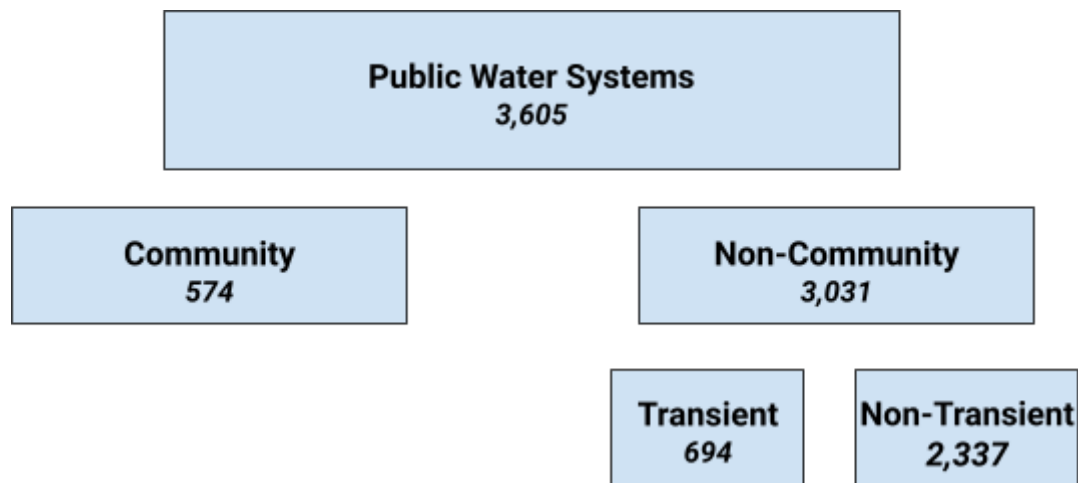 Public Water Systems
3,605
Community
574
Non-Community
3,031
Transient
694
Non-Transient
2,337